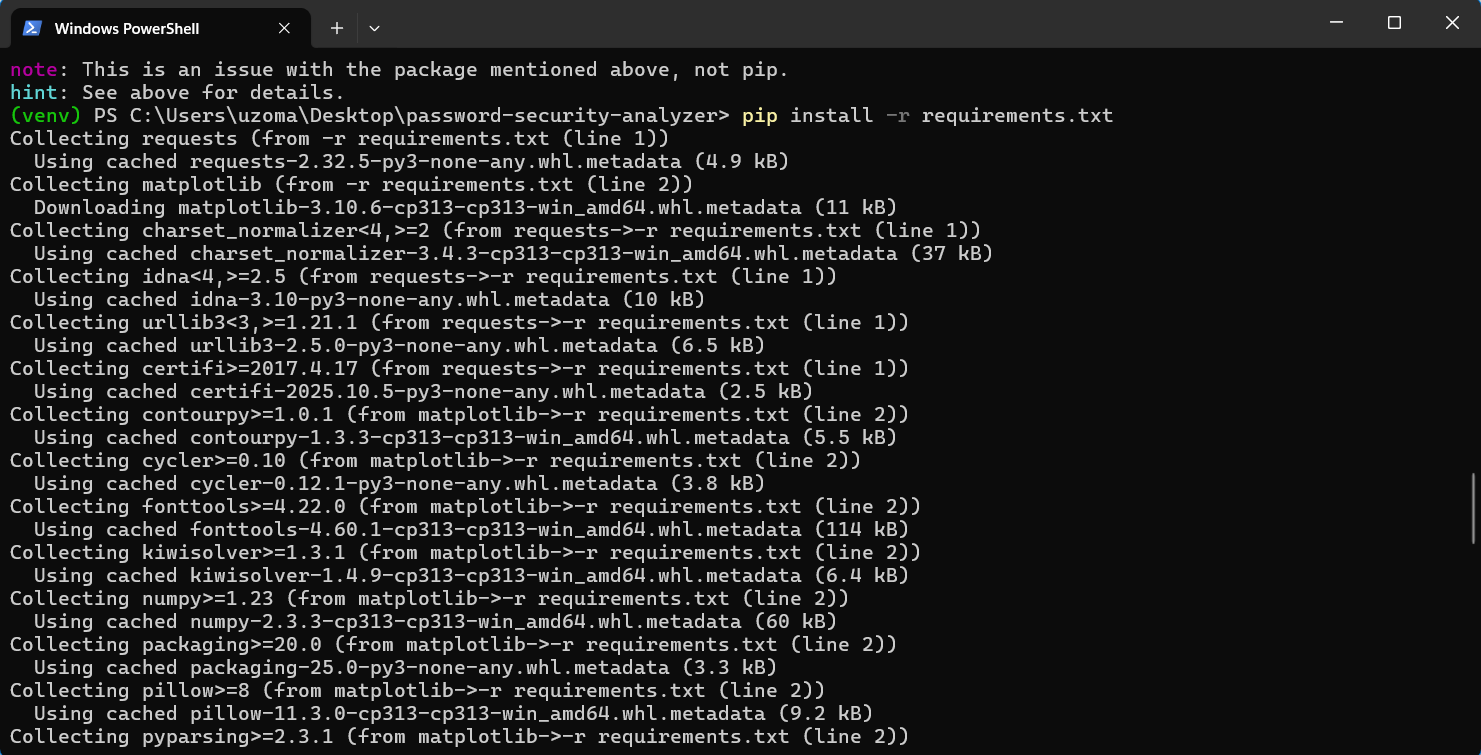 Windows PowerShell
note: This is an issue with the package mentioned above, not pip.
hint: See above for details.
(venv) PS C:\Users\uzoma\Desktop\password-security-analyzer> pip install -r requirements.txt
Collecting requests (from -r requirements.txt (line 1))
  Using cached requests-2.32.5-py3-none-any.whl.metadata (4.9 kB)
Collecting matplotlib (from -r requirements.txt (line 2))
  Downloading matplotlib-3.10.6-cp313-cp313-win_amd64.whl.metadata (11 kB)
Collecting charset_normalizer<4,>=2 (from requests->-r requirements.txt (line 1))
  Using cached charset_normalizer-3.4.3-cp313-cp313-win_amd64.whl.metadata (37 kB)
Collecting idna<4,>=2.5 (from requests->-r requirements.txt (line 1))
  Using cached idna-3.10-py3-none-any.whl.metadata (10 kB)
Collecting urllib3<3,>=1.21.1 (from requests->-r requirements.txt (line 1))
  Using cached urllib3-2.5.0-py3-none-any.whl.metadata (6.5 kB)
Collecting certifi>=2017.4.17 (from requests->-r requirements.txt (line 1))
  Using cached certifi-2025.10.5-py3-none-any.whl.metadata (2.5 kB)
Collecting contourpy>=1.0.1 (from matplotlib->-r requirements.txt (line 2))
  Using cached contourpy-1.3.3-cp313-cp313-win_amd64.whl.metadata (5.5 kB)
Collecting cycler>=0.10 (from matplotlib->-r requirements.txt (line 2))
  Using cached cycler-0.12.1-py3-none-any.whl.metadata (3.8 kB)
Collecting fonttools>=4.22.0 (from matplotlib->-r requirements.txt (line 2))
  Using cached fonttools-4.60.1-cp313-cp313-win_amd64.whl.metadata (114 kB)
Collecting kiwisolver>=1.3.1 (from matplotlib->-r requirements.txt (line 2))
  Using cached kiwisolver-1.4.9-cp313-cp313-win_amd64.whl.metadata (6.4 kB)
Collecting numpy>=1.23 (from matplotlib->-r requirements.txt (line 2))
  Using cached numpy-2.3.3-cp313-cp313-win_amd64.whl.metadata (60 kB)
Collecting packaging>=20.0 (from matplotlib->-r requirements.txt (line 2))
  Using cached packaging-25.0-py3-none-any.whl.metadata (3.3 kB)
Collecting pillow>=8 (from matplotlib->-r requirements.txt (line 2))
  Using cached pillow-11.3.0-cp313-cp313-win_amd64.whl.metadata (9.2 kB)
Collecting pyparsing>=2.3.1 (from matplotlib->-r requirements.txt (line 2))